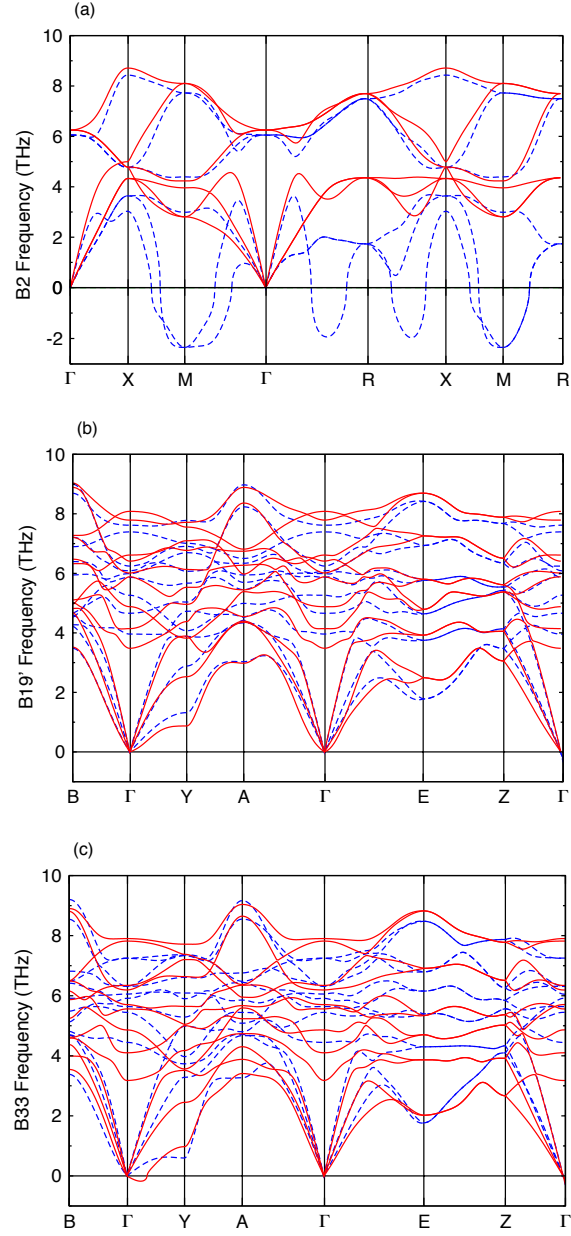 (a)
10
8
6
4
2
0
-2
B2 Frequency (THz)
Γ X M Γ R X M R
(b)
10
8
6
4
2
0
B19' Frequency (THz)
B Γ Y A Γ E Z Γ
(c)
10
8
6
4
2
0
B33 Frequency (THz)
B Γ Y A Γ E Z Γ